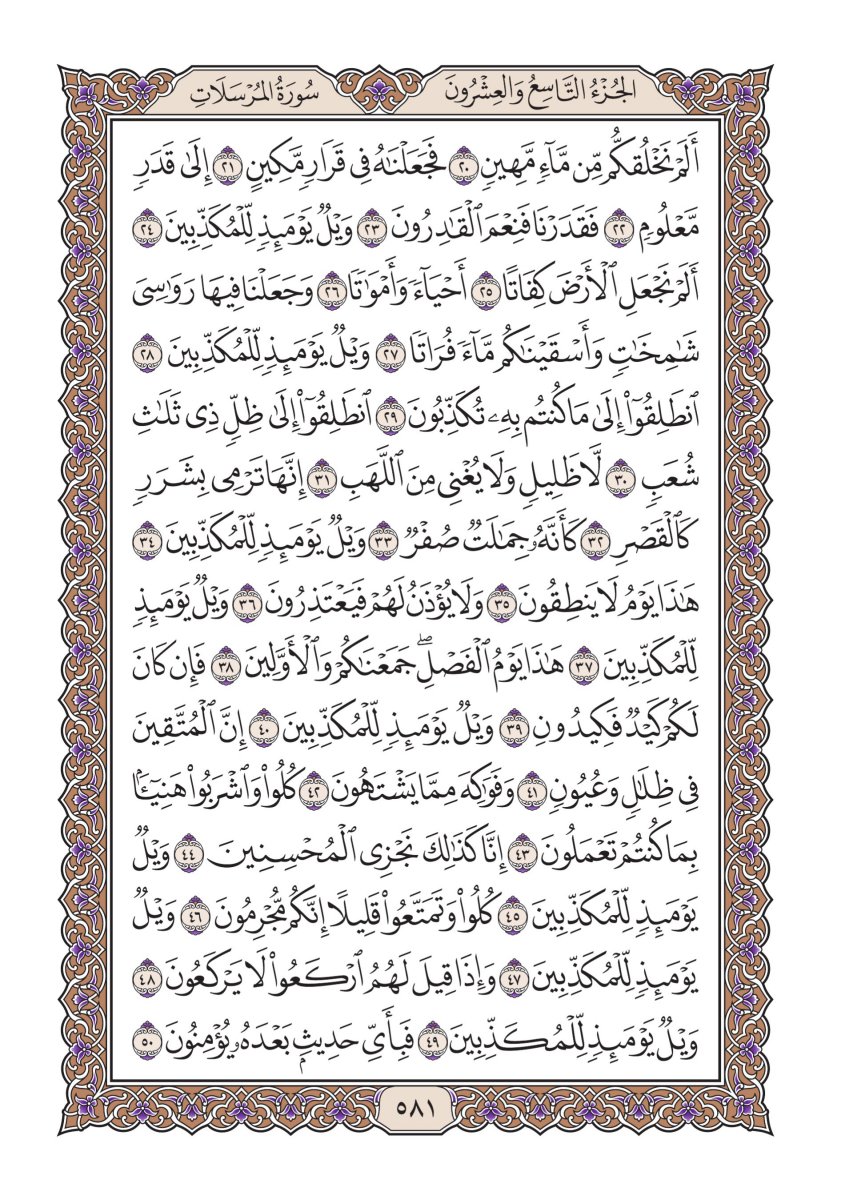 الجُزْءُ التَّاسِعُ وَالعِشْرُونَ
سُورَةُ المُرْسَلَاتِ
أَلَمْ نَخْلُقكُّم مِّن مَّآءٍ مَّهِينٍ ٢٠ فَجَعَلْنَٰهُ فِى قَرَارٍ مَّكِينٍ ٢١ إِلَىٰ قَدَرٍ
مَّعْلُومٍ ٢٢ فَقَدَرْنَا فَنِعْمَ ٱلْقَٰدِرُونَ ٢٣ وَيْلٌ يَوْمَئِذٍ لِّلْمُكَذِّبِينَ ٢٤
أَلَمْ نَجْعَلِ ٱلْأَرْضَ كِفَاتًا ٢٥ أَحْيَآءً وَأَمْوَٰتًا ٢٦ وَجَعَلْنَا فِيهَا رَوَٰسِىَ
شَٰمِخَٰتٍ وَأَسْقَيْنَٰكُم مَّآءً فُرَاتًا ٢٧ وَيْلٌ يَوْمَئِذٍ لِّلْمُكَذِّبِينَ ٢٨
ٱنطَلِقُوٓا۟ إِلَىٰ مَا كُنتُم بِهِۦ تُكَذِّبُونَ ٢٩ ٱنطَلِقُوٓا۟ إِلَىٰ ظِلٍّ ذِى ثَلَٰثِ
شُعَبٍ ٣٠ لَّا ظَلِيلٍ وَلَا يُغْنِى مِنَ ٱللَّهَبِ ٣١ إِنَّهَا تَرْمِى بِشَرَرٍ
كَٱلْقَصْرِ ٣٢ كَأَنَّهُۥ جِمَٰلَتٌ صُفْرٌ ٣٣ وَيْلٌ يَوْمَئِذٍ لِّلْمُكَذِّبِينَ ٣٤
هَٰذَا يَوْمُ لَا يَنطِقُونَ ٣٥ وَلَا يُؤْذَنُ لَهُمْ فَيَعْتَذِرُونَ ٣٦ وَيْلٌ يَوْمَئِذٍ
لِّلْمُكَذِّبِينَ ٣٧ هَٰذَا يَوْمُ ٱلْفَصْلِ ۖ جَمَعْنَٰكُمْ وَٱلْأَوَّلِينَ ٣٨ فَإِن كَانَ
لَكُمْ كَيْدٌ فَكِيدُونِ ٣٩ وَيْلٌ يَوْمَئِذٍ لِّلْمُكَذِّبِينَ ٤٠ إِنَّ ٱلْمُتَّقِينَ
فِى ظِلَٰلٍ وَعُيُونٍ ٤١ وَفَوَٰكِهَ مِمَّا يَشْتَهُونَ ٤٢ كُلُوا۟ وَٱشْرَبُوا۟ هَنِيٓـًٔۢا
بِمَا كُنتُمْ تَعْمَلُونَ ٤٣ إِنَّا كَذَٰلِكَ نَجْزِى ٱلْمُحْسِنِينَ ٤٤ وَيْلٌ
يَوْمَئِذٍ لِّلْمُكَذِّبِينَ ٤٥ كُلُوا۟ وَتَمَتَّعُوا۟ قَلِيلًا إِنَّكُم مُّجْرِمُونَ ٤٦ وَيْلٌ
يَوْمَئِذٍ لِّلْمُكَذِّبِينَ ٤٧ وَإِذَا قِيلَ لَهُمُ ٱرْكَعُوا۟ لَا يَرْكَعُونَ ٤٨
وَيْلٌ يَوْمَئِذٍ لِّلْمُكَذِّبِينَ ٤٩ فَبِأَىِّ حَدِيثٍۭ بَعْدَهُۥ يُؤْمِنُونَ ٥٠
٥٨١